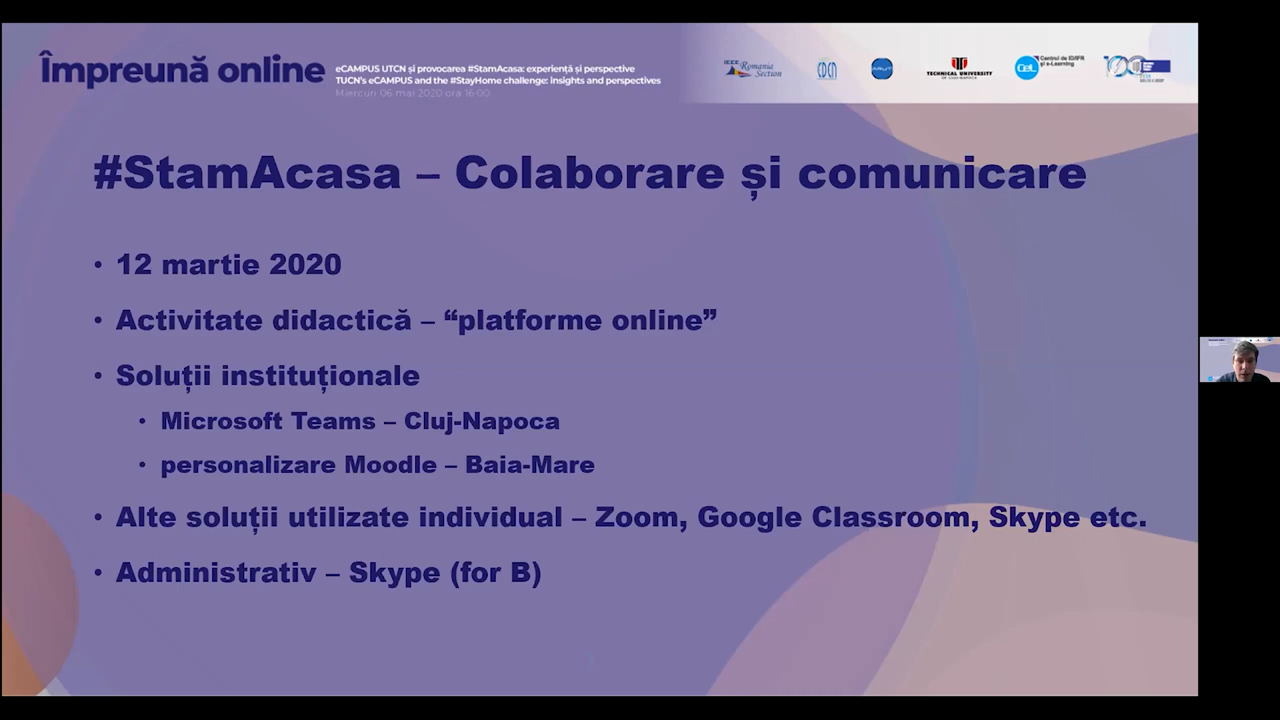 Împreună online
eCAMPUS UTCN și provocarea #StamAcasa: experiență și perspective
TUCN's eCAMPUS and the #StayHome challenge: insights and perspectives
Miercuri 06 mai 2020 ora 16:00
IEEE Romania
Section
EDEN
TECHNICAL UNIVERSITY
OF CLUJ-NAPOCA
Centrul de ID/IFR
și e-Learning
#StamAcasa – Colaborare și comunicare
• 12 martie 2020
• Activitate didactică – “platforme online”
• Soluții instituționale
• Microsoft Teams – Cluj-Napoca
• personalizare Moodle – Baia-Mare
• Alte soluții utilizate individual – Zoom, Google Classroom, Skype etc.
• Administrativ – Skype (for B)